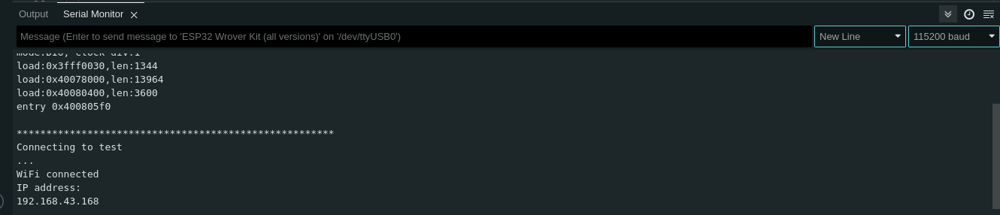 Output Serial Monitor
Message (Enter to send message to 'ESP32 Wrover Kit (all versions)' on '/dev/ttyUSB0')
New Line
115200 baud
mode:DIO, clock div:1
load:0x3fff0030,len:1344
load:0x40078000,len:13964
load:0x40080400,len:3600
entry 0x400805f0
******************************************************
Connecting to test
...
WiFi connected
IP address:
192.168.43.168